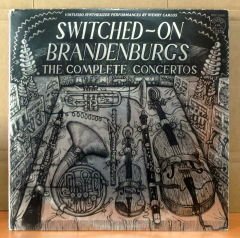 VIRTUOSO SYNTHESIZER PERFORMANCES BY WENDY CARLOS
SWITCHED~ON
BRANDENBURGS
THE COMPLETE CONCERTOS